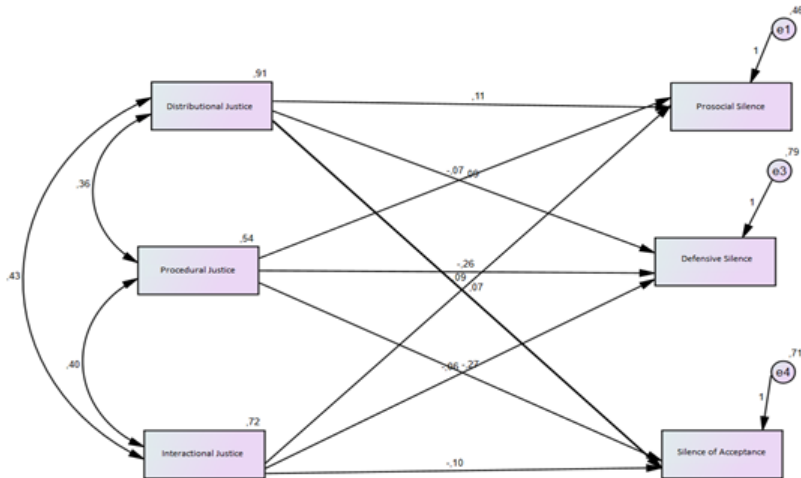 ,46
e1
1
,91
Distributional Justice
,11
Prosocial Silence
,79
e3
-,07
,09
,36
1
,54
Procedural Justice
-,26
Defensive Silence
,43
,09
,07
,71
,40
-,06
-,27
e4
1
,72
Interactional Justice
-,10
Silence of Acceptance